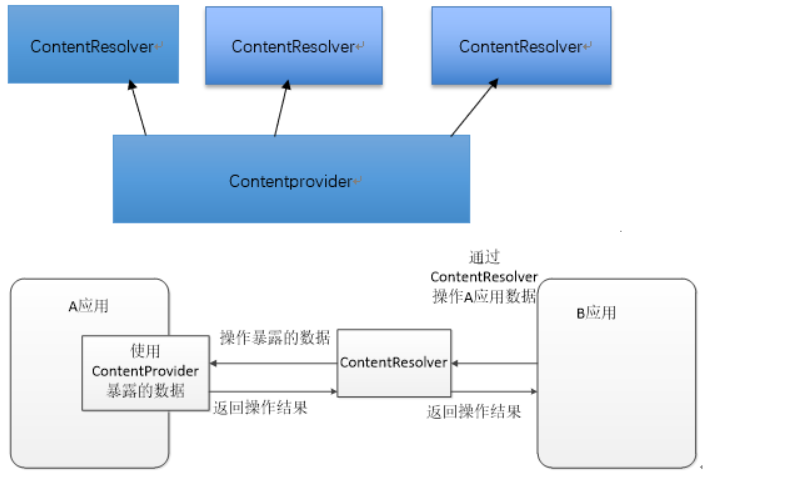 ContentResolver
ContentResolver
ContentResolver
Contentprovider
通过
ContentResolver
操作A应用数据
A应用
B应用
使用
ContentProvider
暴露的数据
操作暴露的数据
ContentResolver
返回操作结果
返回操作结果